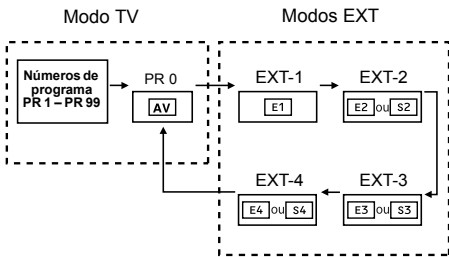 Modo TV
Modos EXT
Números de
programa
PR 1 – PR 99
PR 0
AV
EXT-1
E1
EXT-2
E2 ou S2
EXT-4
E4 ou S4
EXT-3
E3 ou S3